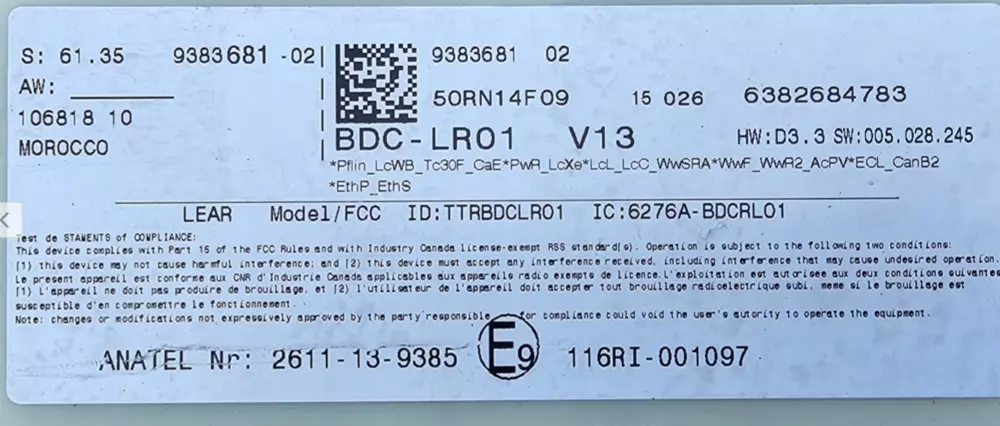 S: 61.35 9383681 -02
AW:
106818 10
MOROCCO
9383681 02
50RN14F09 15 026 6382684783
BDC-LR01 V13 HW:D3.3 SW:005.028.245
*Pflin_LcWB_Tc30F_CaE*PwR_LcXe*LcL_LcC_WwSRA*WwF_WwR2_AcPV*ECL_CanB2
*EthP_EthS
LEAR Model/FCC ID:TTRBDCLR01 IC:6276A-BDCRL01
Test de STAMENTS of COMPLIANCE:
This device complies with Part 15 of the FCC Rules and with Industry Canada license-exempt RSS standard(s). Operation is subject to the following two conditions:
(1) this device may not cause harmful interference; and (2) this device must accept any interference received, including interference that may cause undesired operation.
Le present appareil est conforme aux CNR d'Industrie Canada applicables aux appareils radio exempts de licence.L'exploitation est autorisee aux deux conditions suivantes
(1) L'appareil ne doit pas produire de brouillage, et (2) l'utilisateur de l'appareil doit accepter tout brouillage radioelectrique subi, meme si le brouillage est
susceptible d'en compromettre le fonctionnement.
Note: changes or modifications not expressively approved by the party responsible for compliance could void the user's autority to operate the equipment.
ANATEL Nr: 2611-13-9385 E9 116RI-001097